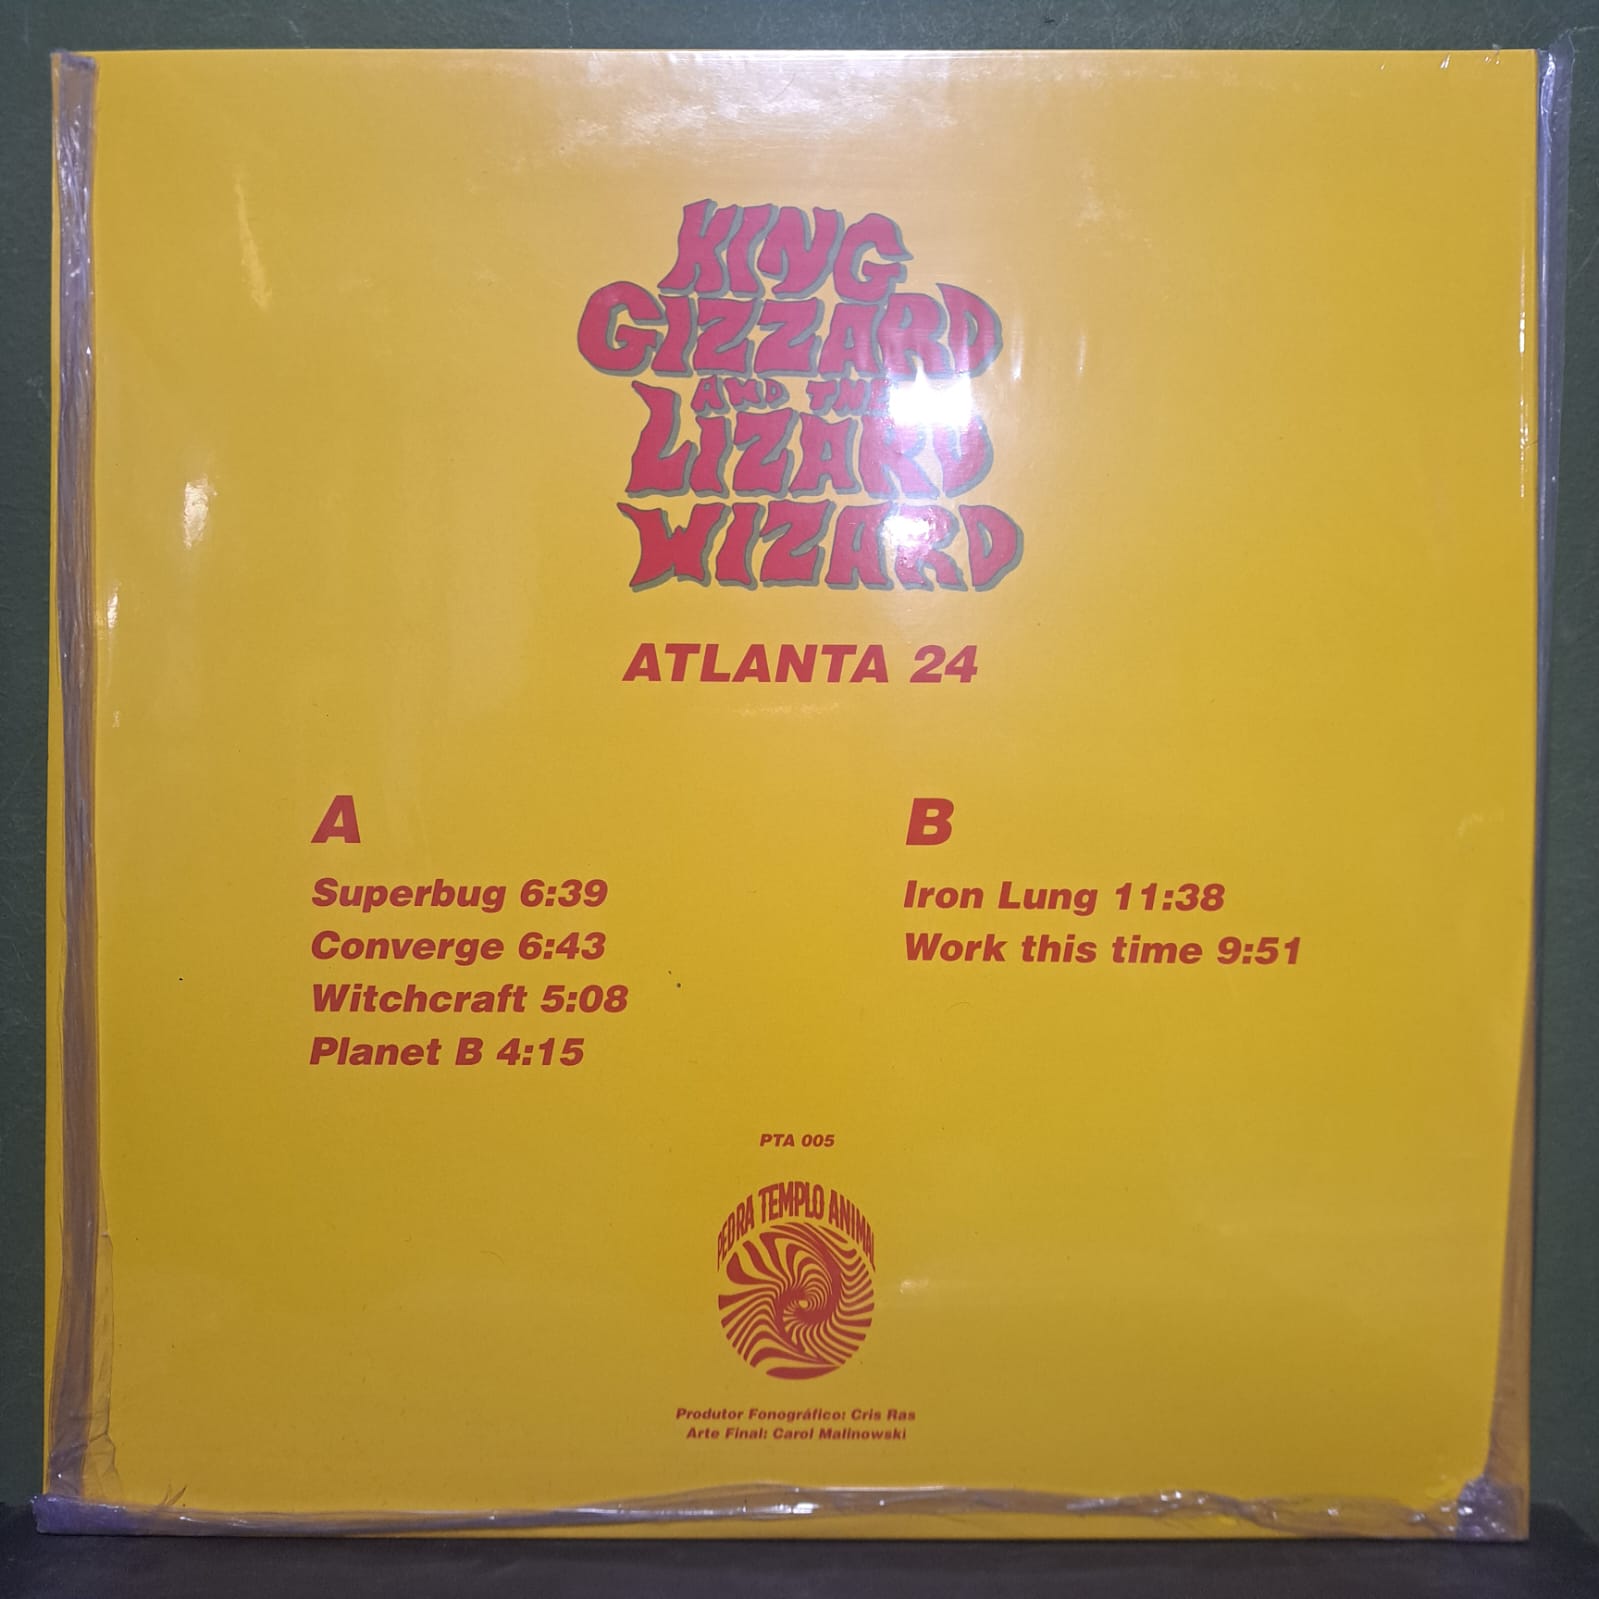 KING
GIZZARD
AND THE
LIZARD
WIZARD
ATLANTA 24
A
Superbug 6:39
Converge 6:43
Witchcraft 5:08
Planet B 4:15
B
Iron Lung 11:38
Work this time 9:51
PTA 005
PEDRA TEMPLO ANIMAL
Produtor Fonográfico: Cris Ras
Arte Final: Carol Malinowski